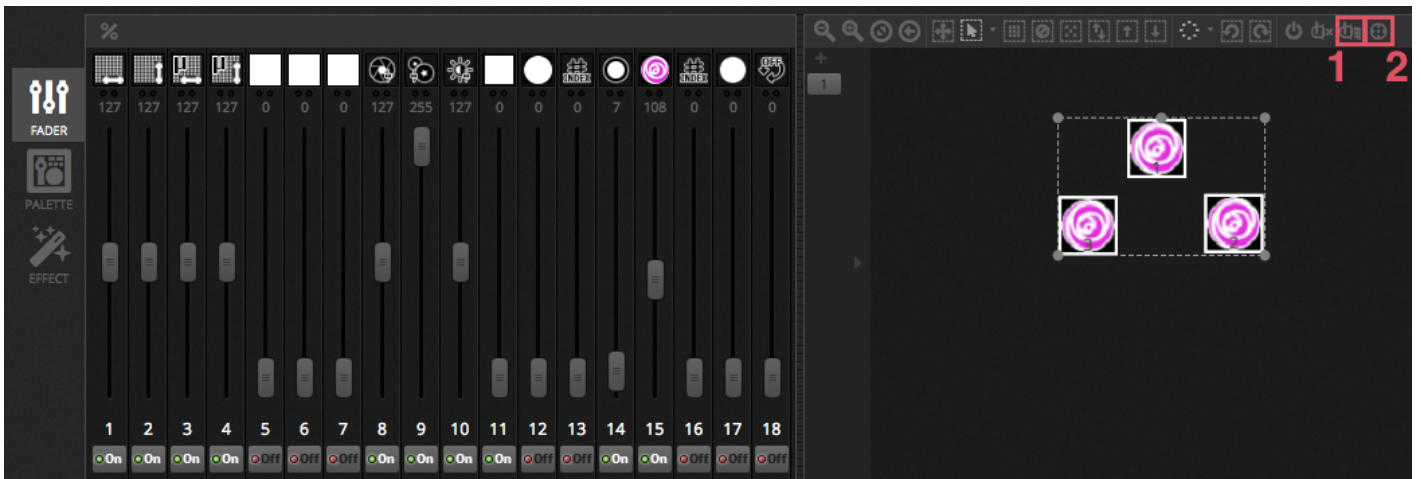 %
FADER
PALETTE
EFFECT
INDEX INDEX OFF
127 127 127 127 0 0 0 127 255 127 0 0 0 7 108 0 0 0
1 2 3 4 5 6 7 8 9 10 11 12 13 14 15 16 17 18
On On On On Off Off Off On On On On Off Off On On Off Off Off
1 2
1
1
3 2